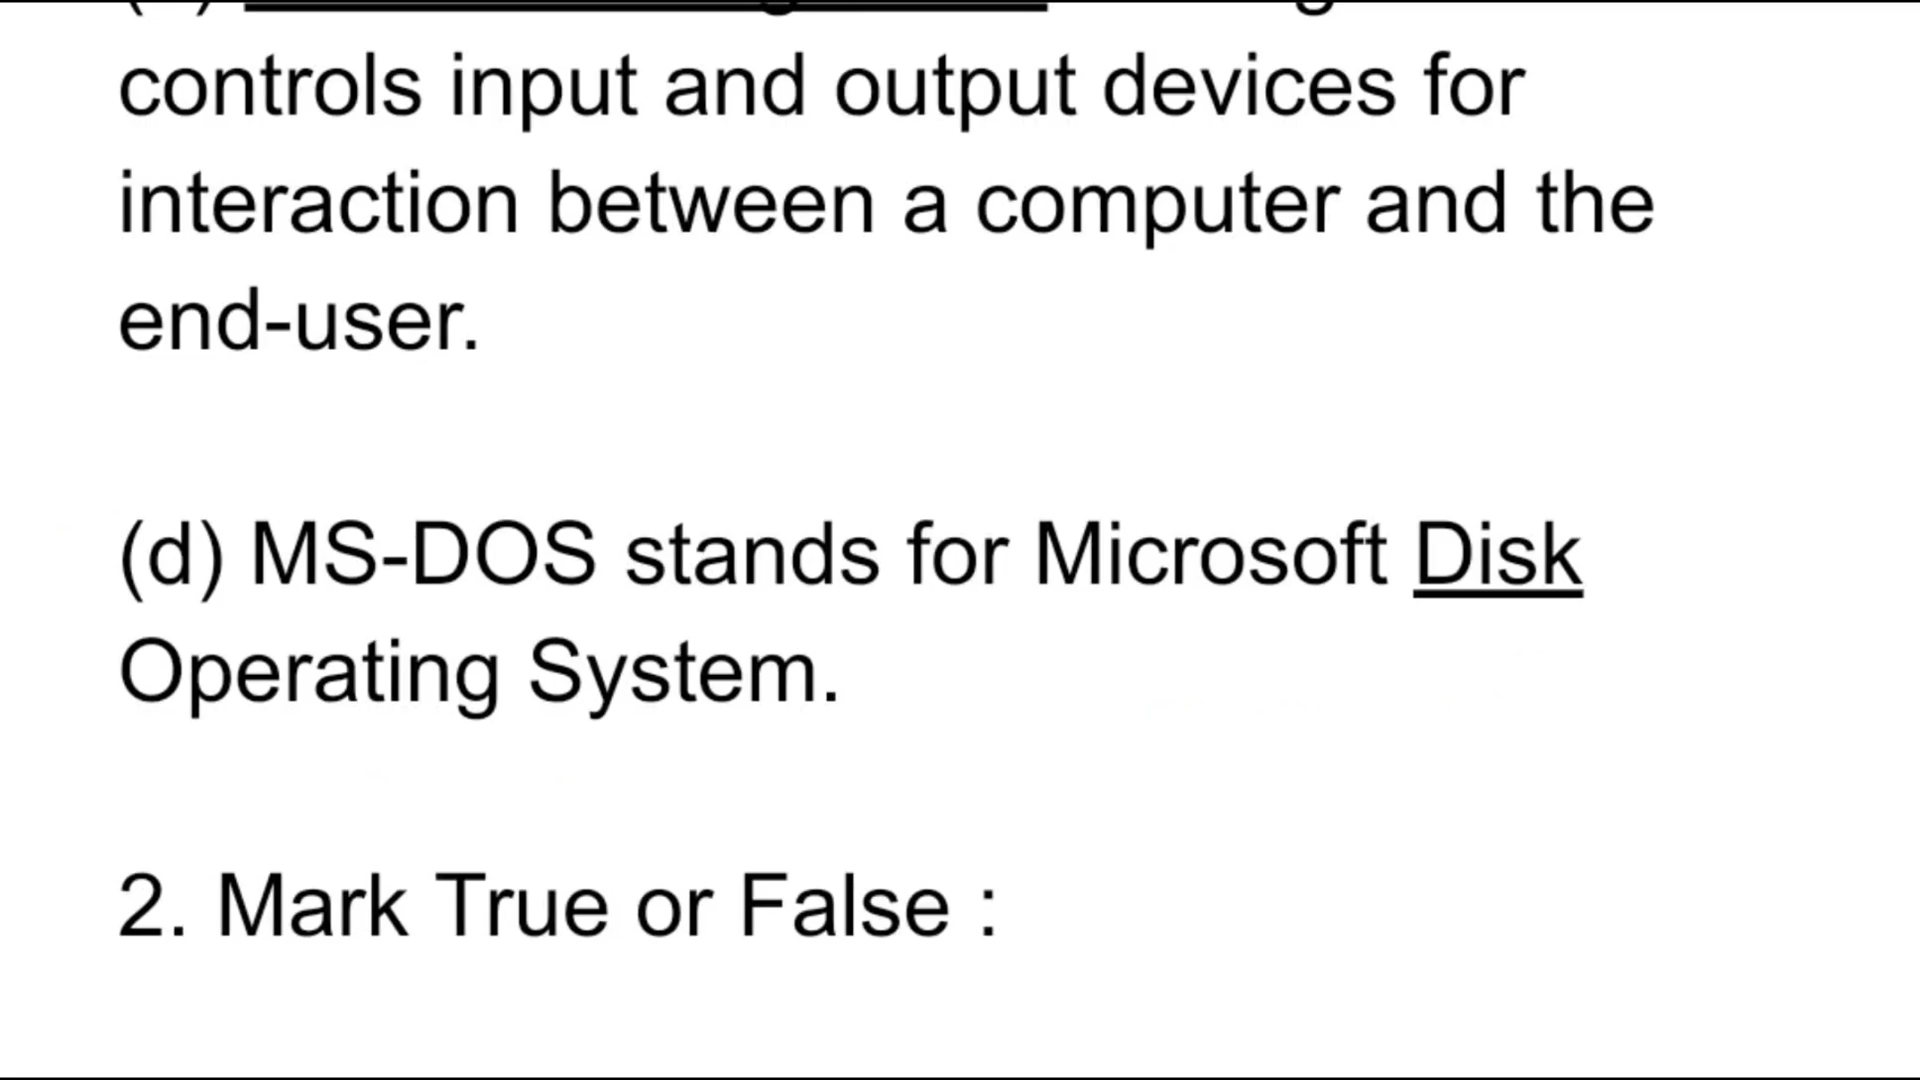 controls input and output devices for
interaction between a computer and the
end-user.
(d) MS-DOS stands for Microsoft Disk
Operating System.
2. Mark True or False :